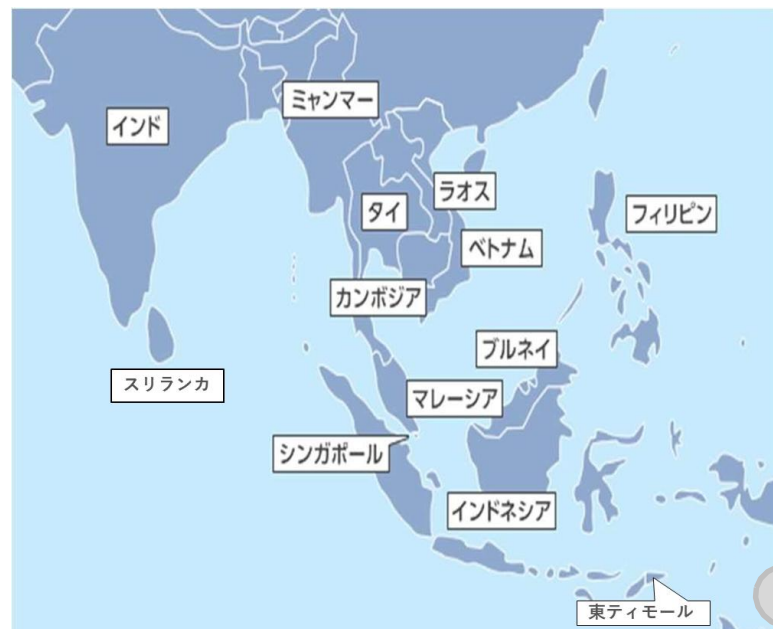 ミャンマー
インド
ラオス
タイ
フィリピン
ベトナム
カンボジア
ブルネイ
スリランカ
マレーシア
シンガポール
インドネシア
東ティモール